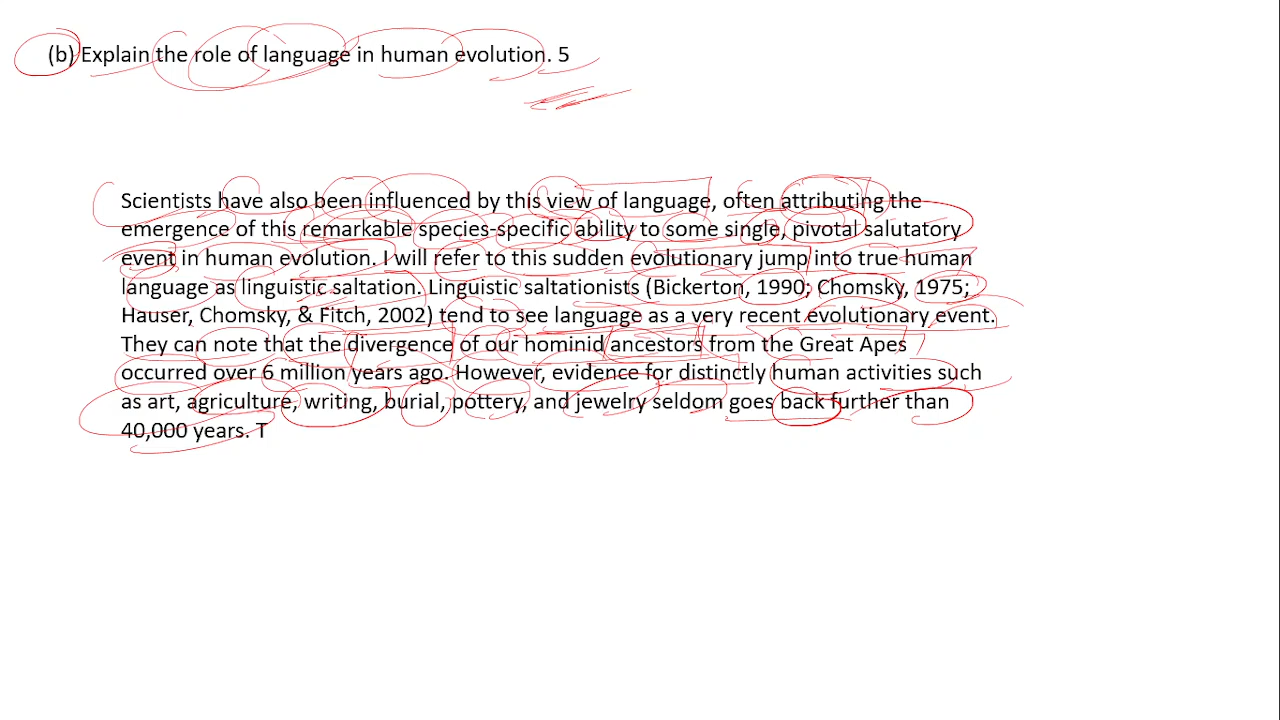 (b) Explain the role of language in human evolution. 5
Scientists have also been influenced by this view of language, often attributing the
emergence of this remarkable species-specific ability to some single, pivotal salutatory
event in human evolution. I will refer to this sudden evolutionary jump into true human
language as linguistic saltation. Linguistic saltationists (Bickerton, 1990; Chomsky, 1975;
Hauser, Chomsky, & Fitch, 2002) tend to see language as a very recent evolutionary event.
They can note that the divergence of our hominid ancestors from the Great Apes
occurred over 6 million years ago. However, evidence for distinctly human activities such
as art, agriculture, writing, burial, pottery, and jewelry seldom goes back further than
40,000 years. T